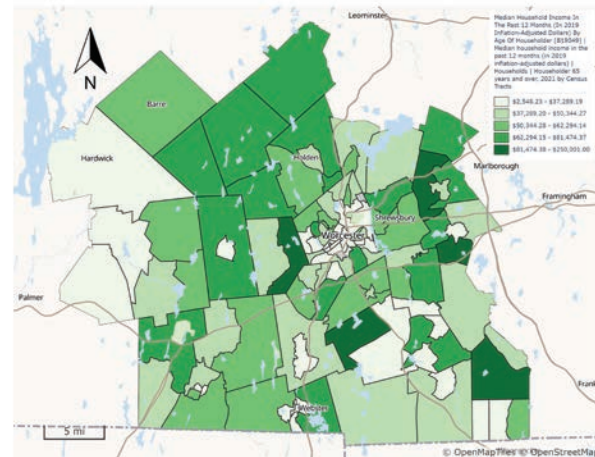 Leominster
Median Household Income In
The Past 12 Months (In 2019
Inflation-Adjusted Dollars) By
Age Of Householder [B19049] |
Median household income in the
past 12 months (in 2019
inflation-adjusted dollars) |
Households | Householder 65
years and over, 2021 by Census
Tracts
$2,548.23 - $37,289.19
$37,289.20 - $50,344.27
$50,344.28 - $62,294.14
$62,294.15 - $81,474.37
$81,474.38 - $250,001.00
N
Barre
Hardwick
Holden
Marlborough
Framingham
Shrewsbury
Worcester
Palmer
Frank
Webster
5 mi
© OpenMapTiles © OpenStreetMap